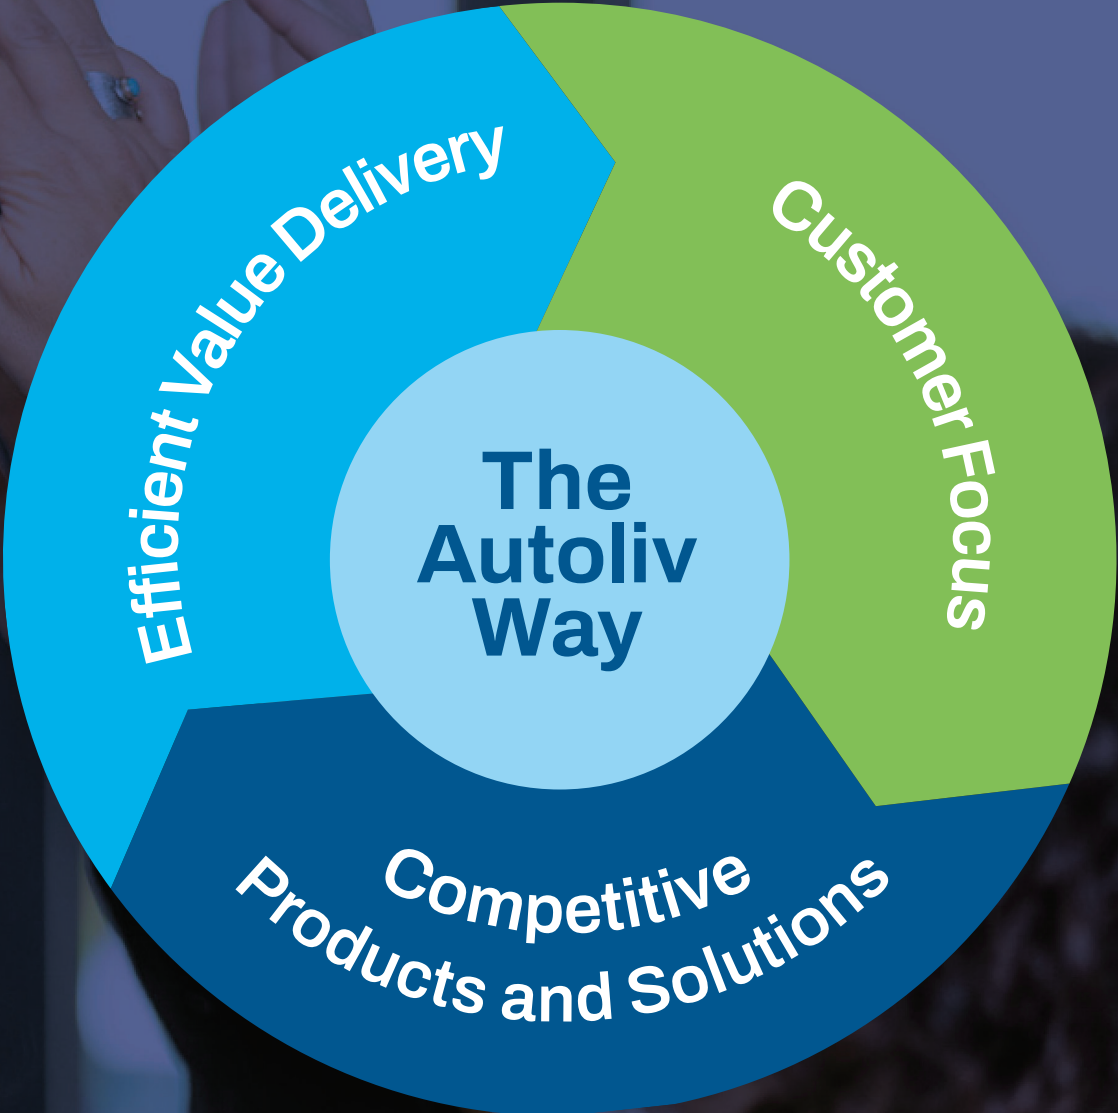 The
Autoliv
Way
Customer Focus
Competitive
Products and Solutions
Efficient Value Delivery